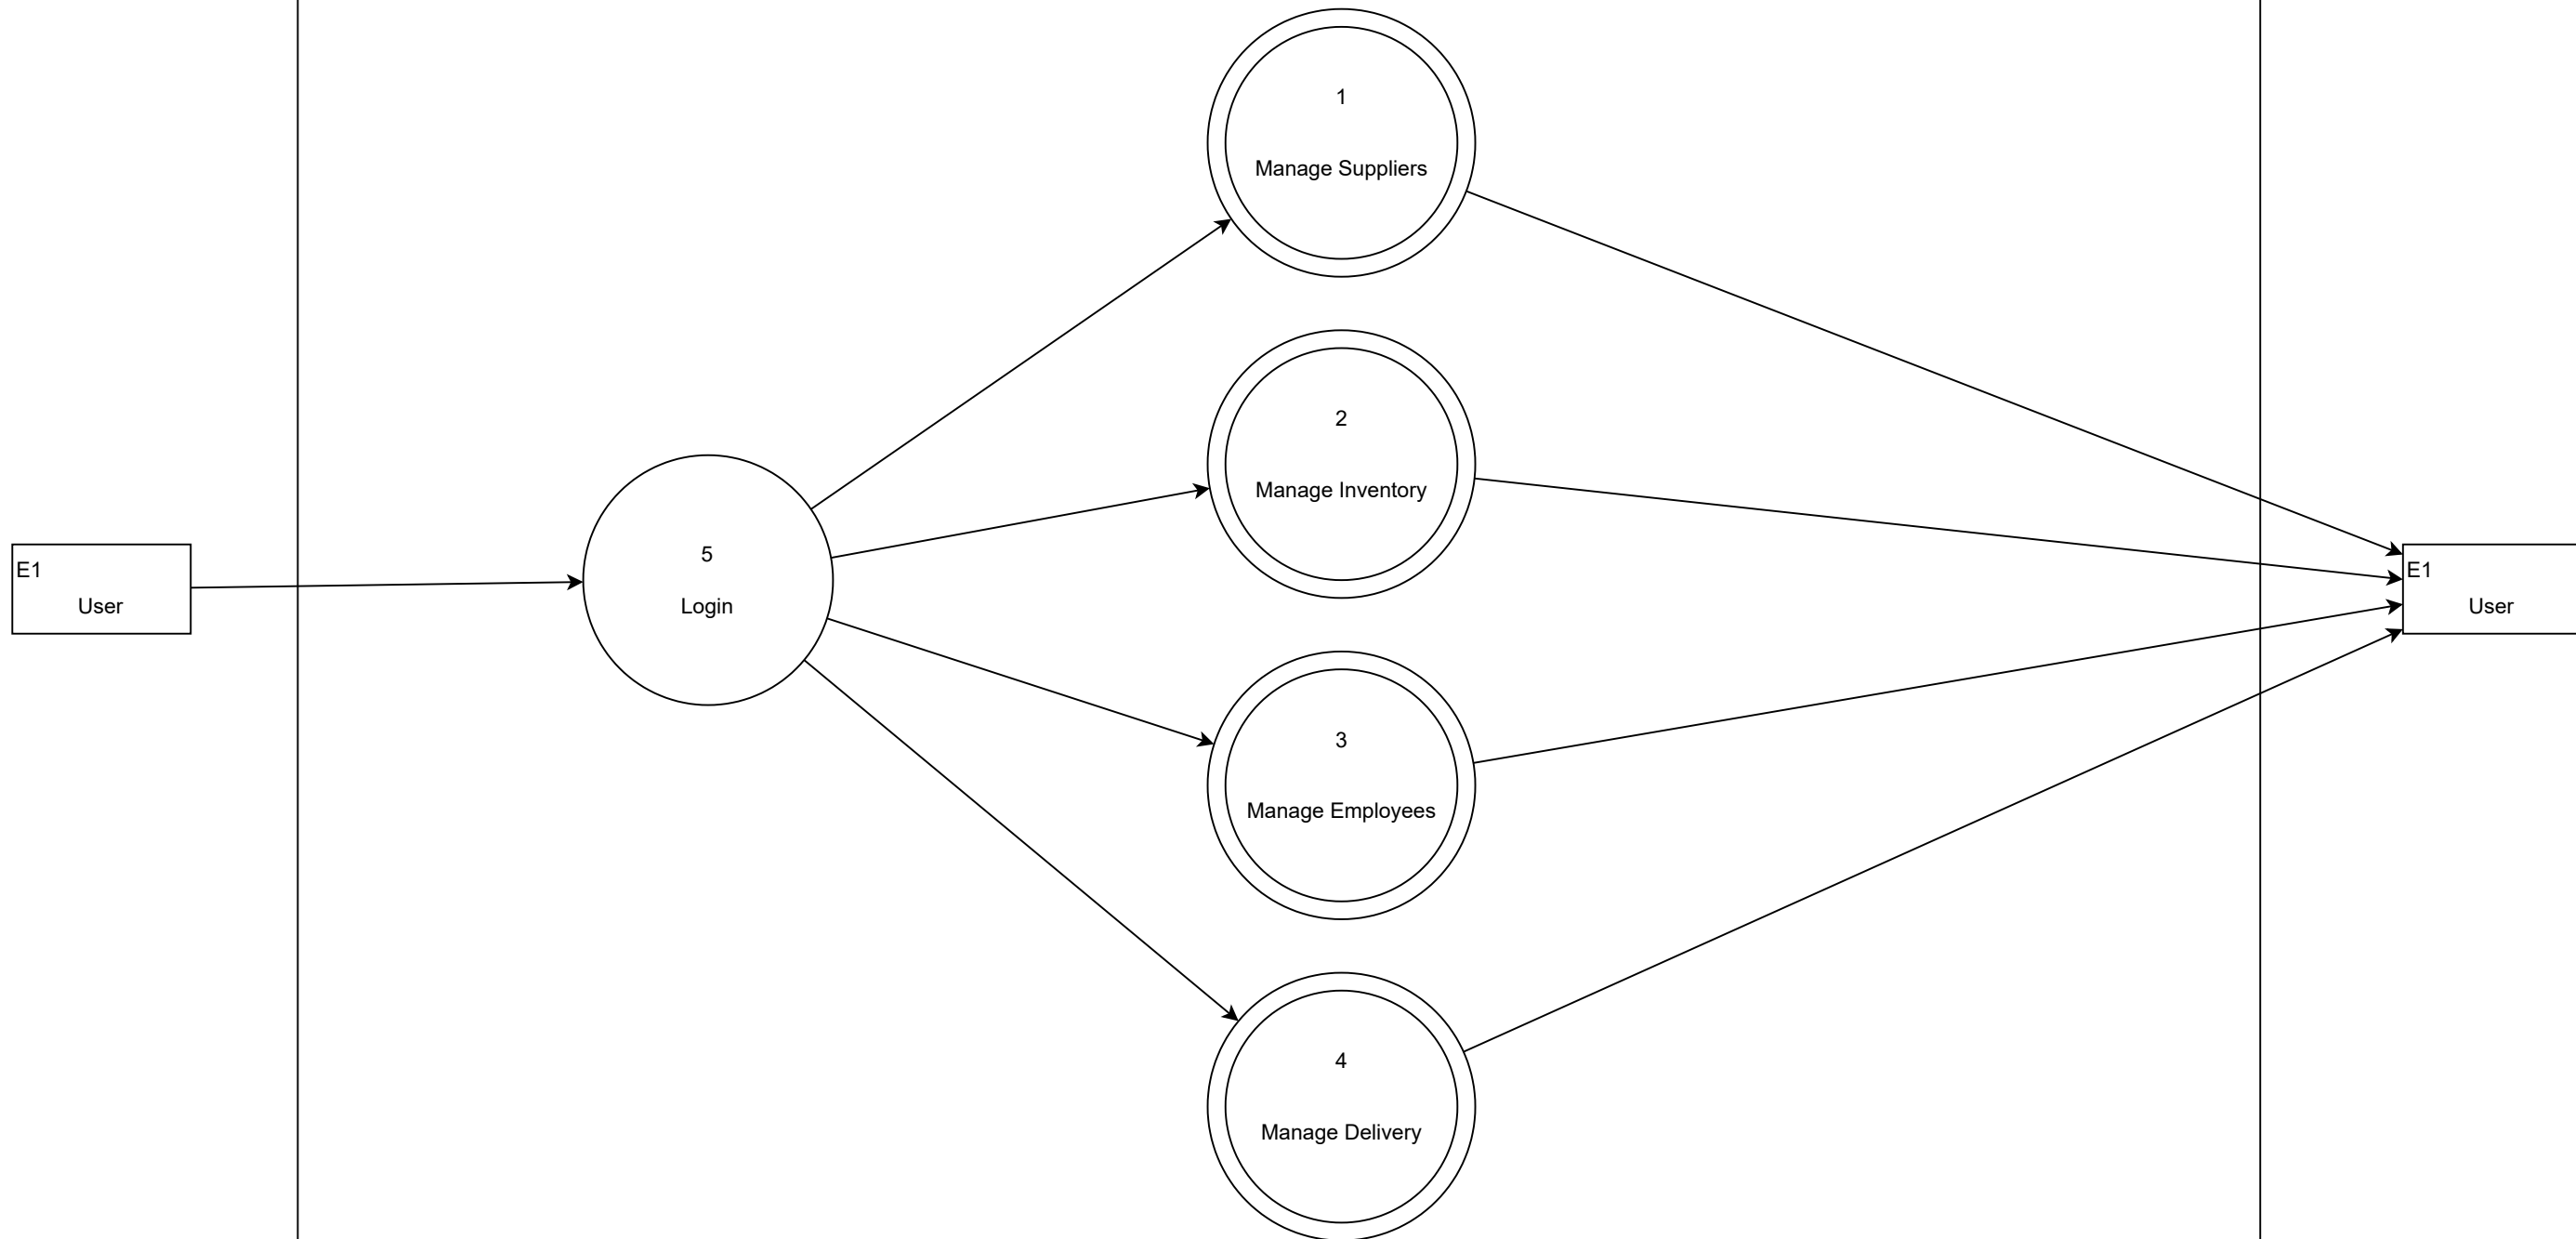 1
Manage Suppliers
2
Manage Inventory
5
Login
E1
User
E1
User
3
Manage Employees
4
Manage Delivery